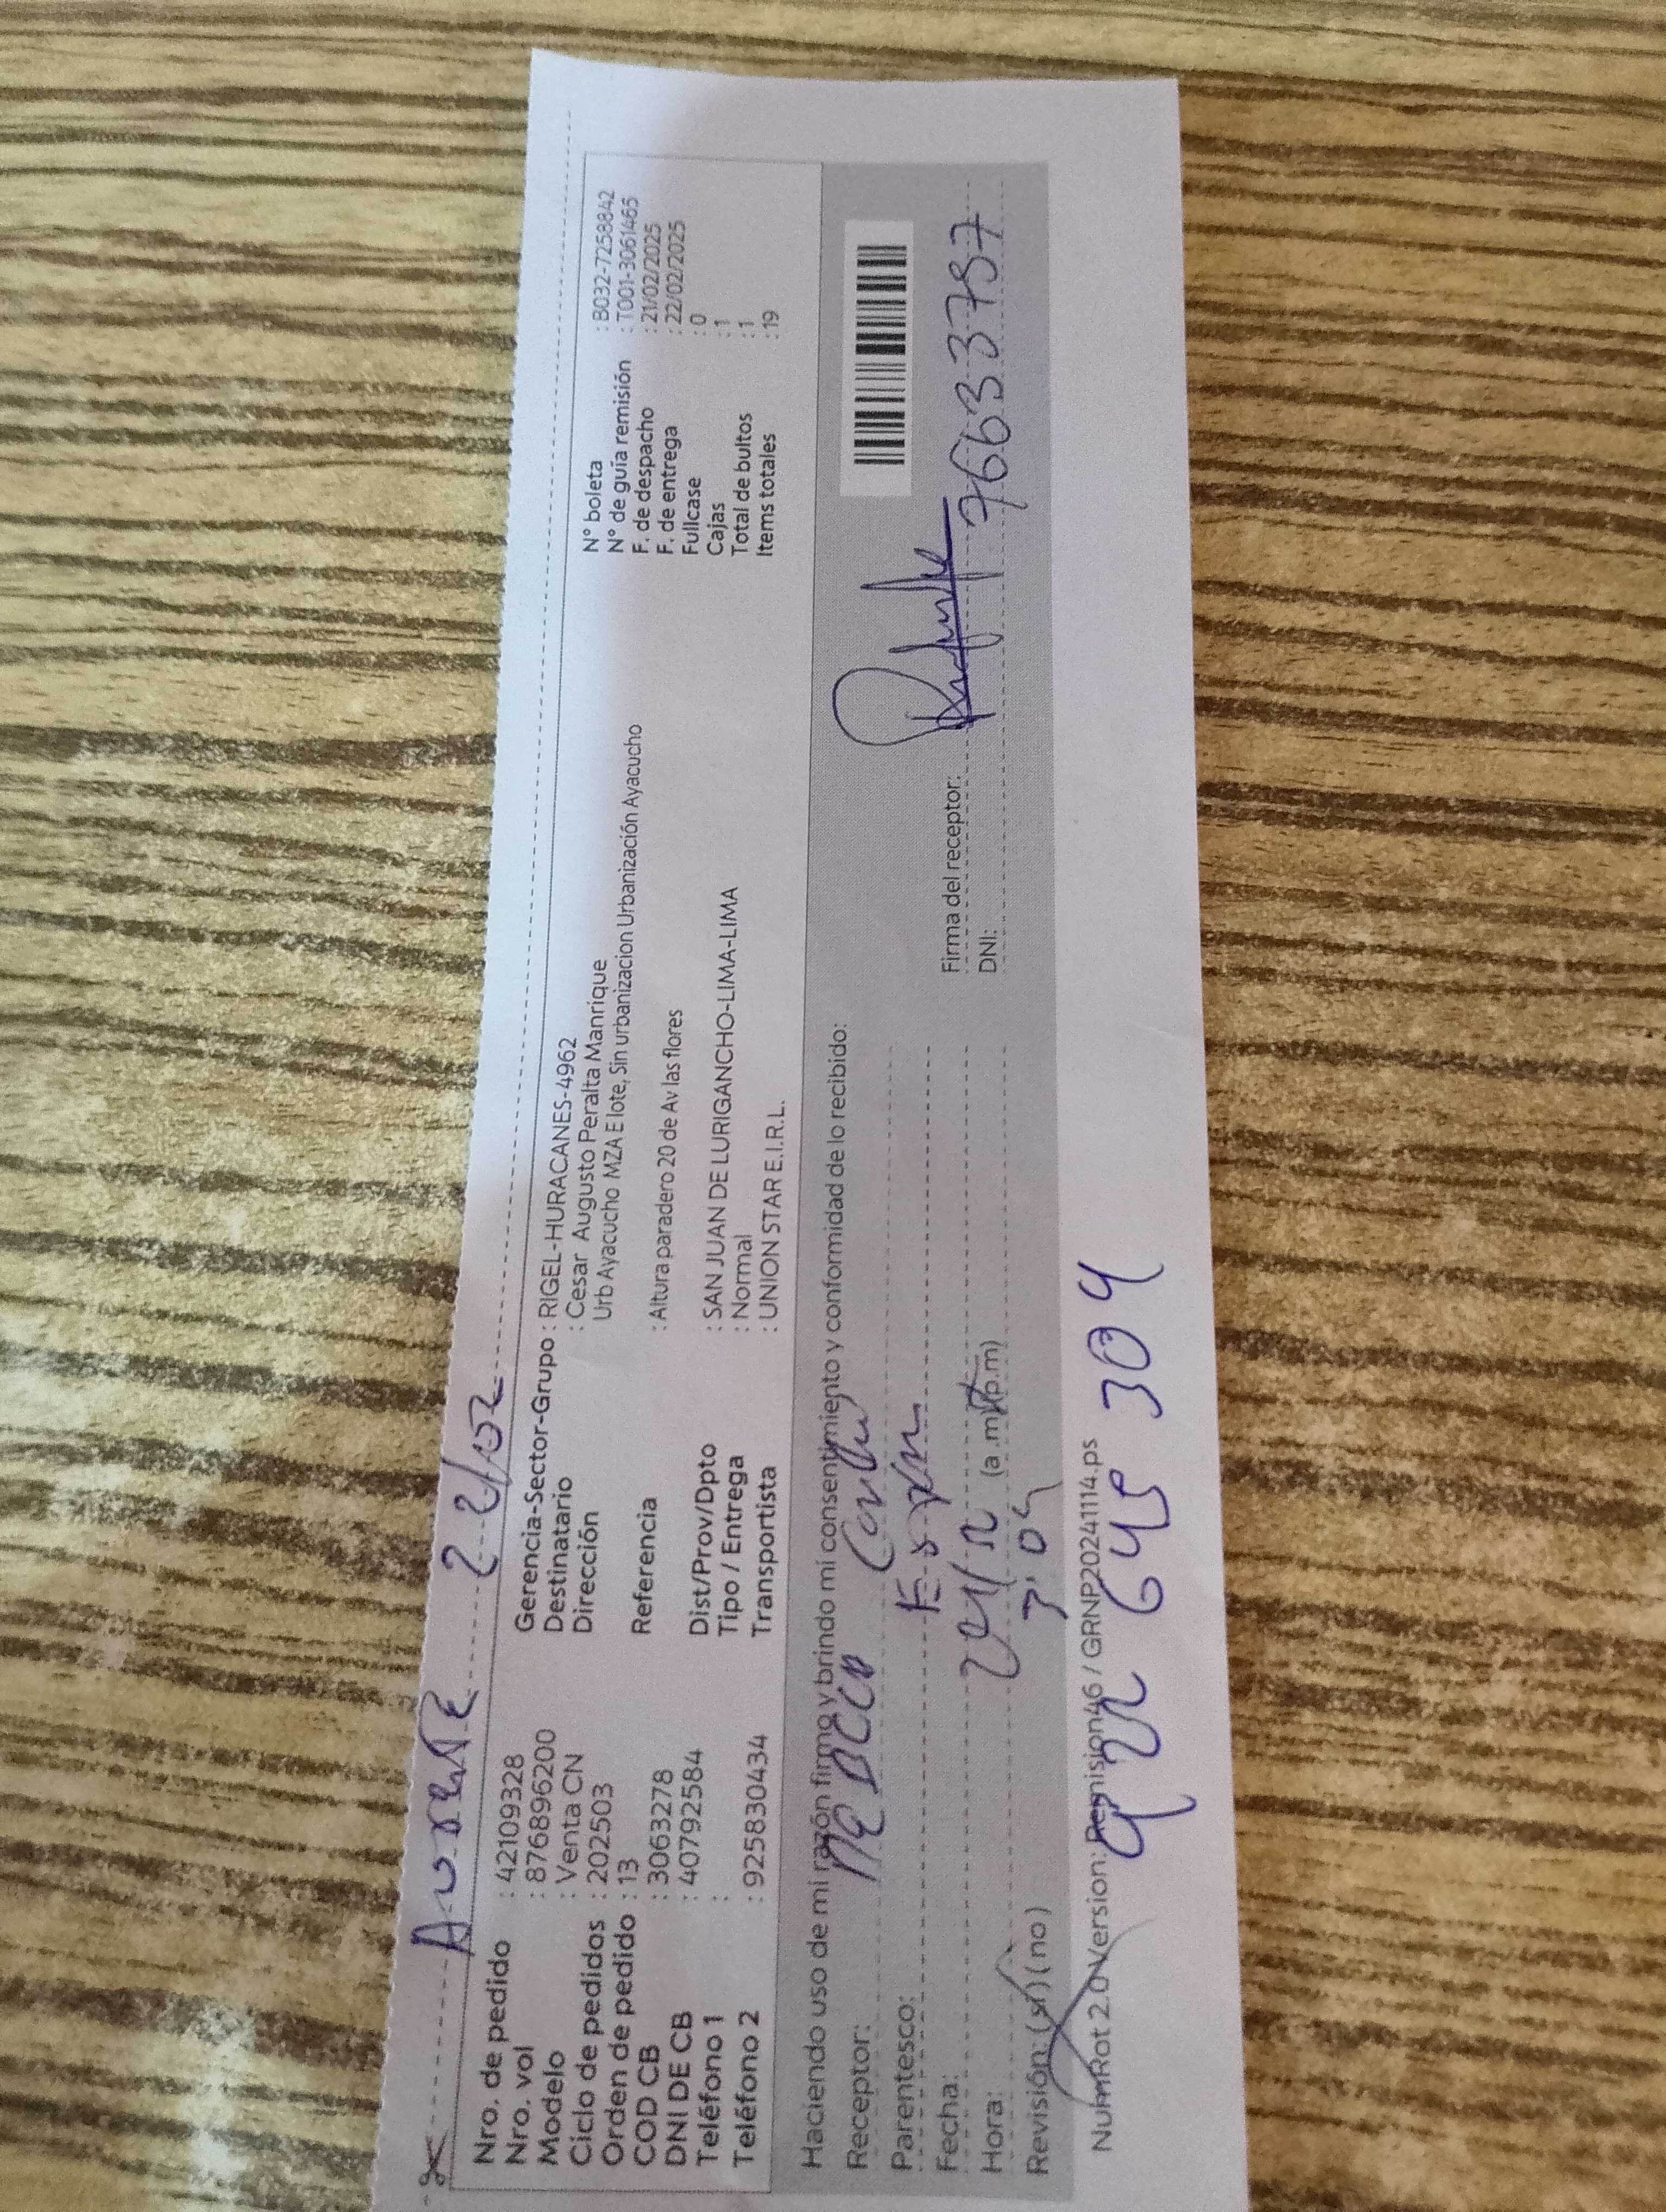 Ausente 22/02
Nro. de pedido : 42109328
Nro. vol : 876896200
Modelo : Venta CN
Ciclo de pedidos : 202503
Orden de pedido : 13
COD CB : 3063278
DNI DE CB : 40792584
Teléfono 1 :
Teléfono 2 : 925830434
Gerencia-Sector-Grupo : RIGEL-HURACANES-4962
Destinatario : Cesar Augusto Peralta Manrique
Dirección Urb Ayacucho MZA E lote, Sin urbanizacion Urbanización Ayacucho
Referencia : Altura paradero 20 de Av las flores
Dist/Prov/Dpto : SAN JUAN DE LURIGANCHO-LIMA-LIMA
Tipo / Entrega : Normal
Transportista : UNION STAR E.I.R.L.
N° boleta : B032-7258842
N° de guía remisión : T001-3061465
F. de despacho : 21/02/2025
F. de entrega : 22/02/2025
Fullcase : 0
Cajas : 1
Total de bultos : 1
Items totales : 19
Haciendo uso de mi razón firmo y brindo mi consentimiento y conformidad de lo recibido:
Receptor:
Parentesco:
Fecha:
Hora: 3:05 (a.m)(p.m)
Revisión: (si) (no)
Firma del receptor:
DNI: 76633787
NumRot 2.0 Version: Remision46 / GRNP20241114.ps
922 645 304